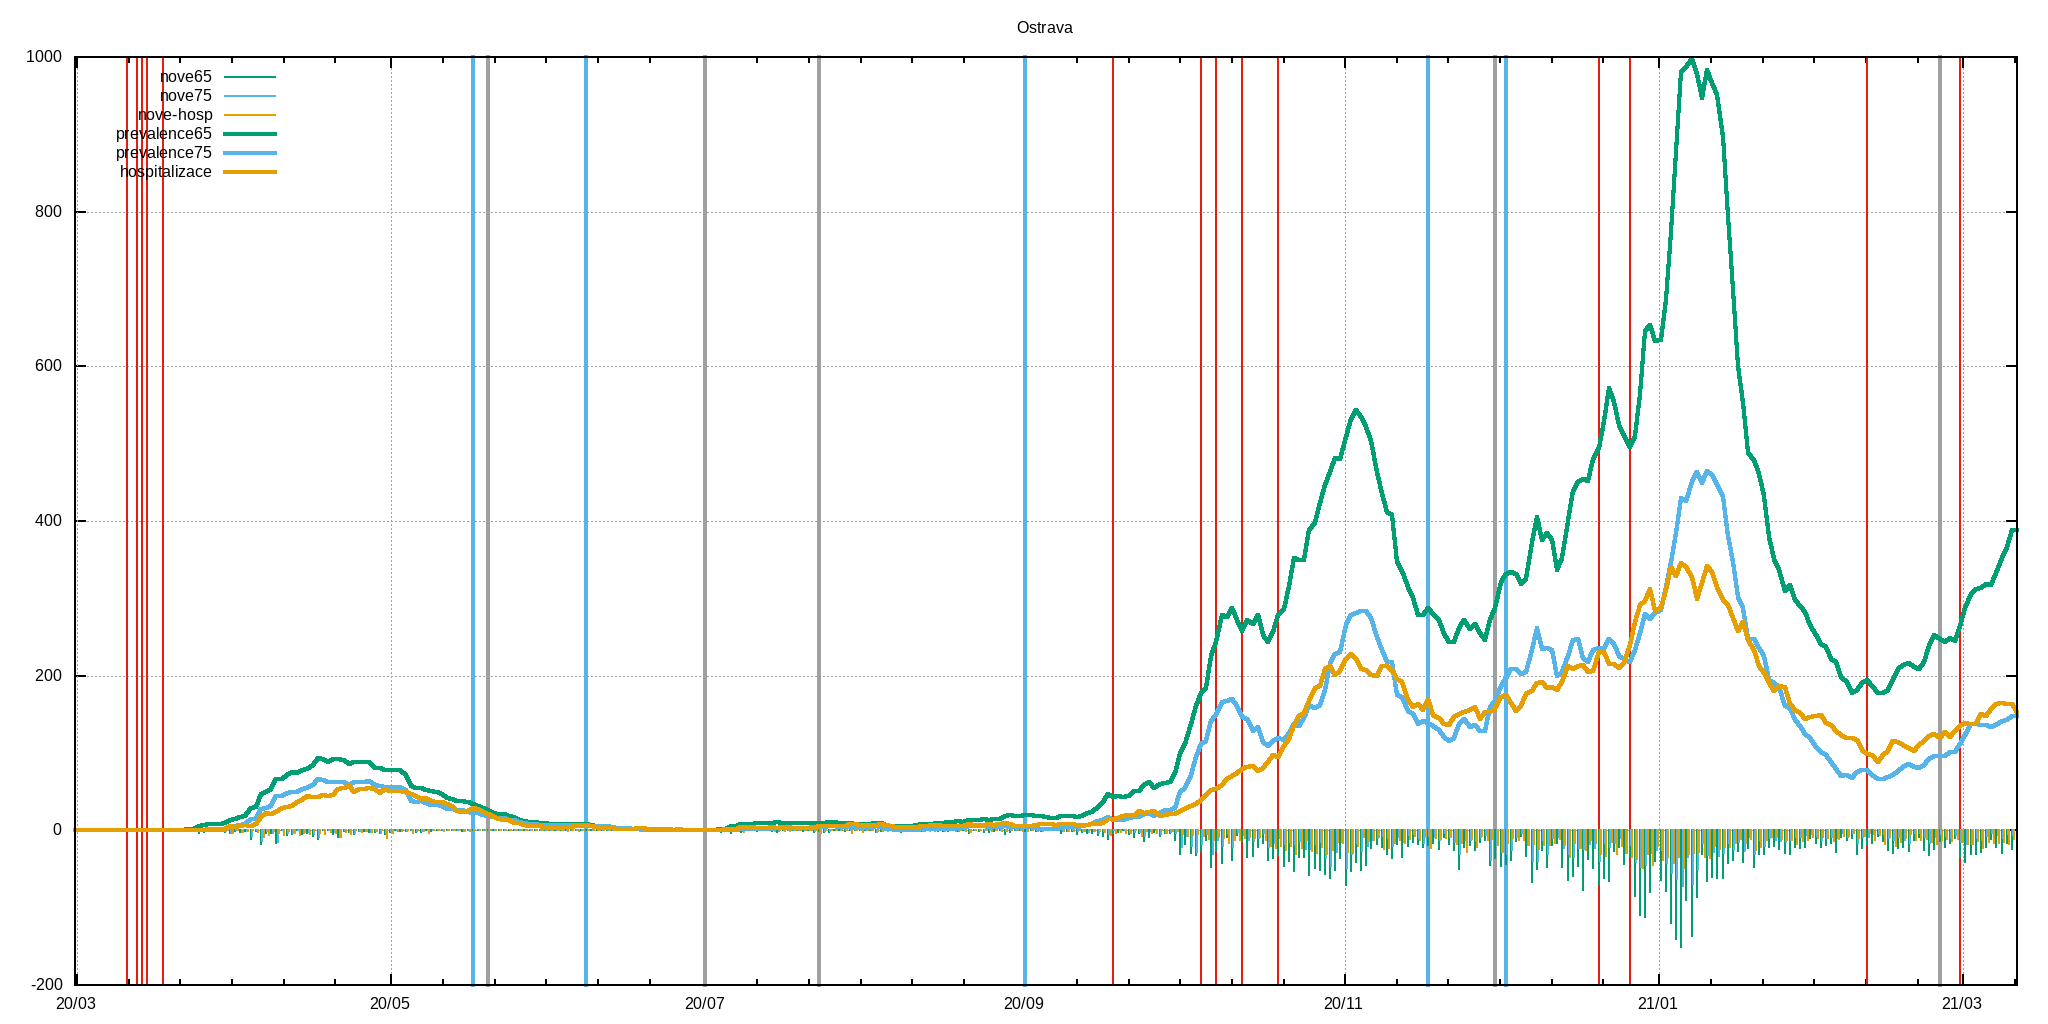 Ostrava
1000
800
600
400
200
0
-200
nove65
nove75
nove-hosp
prevalence65
prevalence75
hospitalizace
20/03 20/05 20/07 20/09 20/11 21/01 21/03